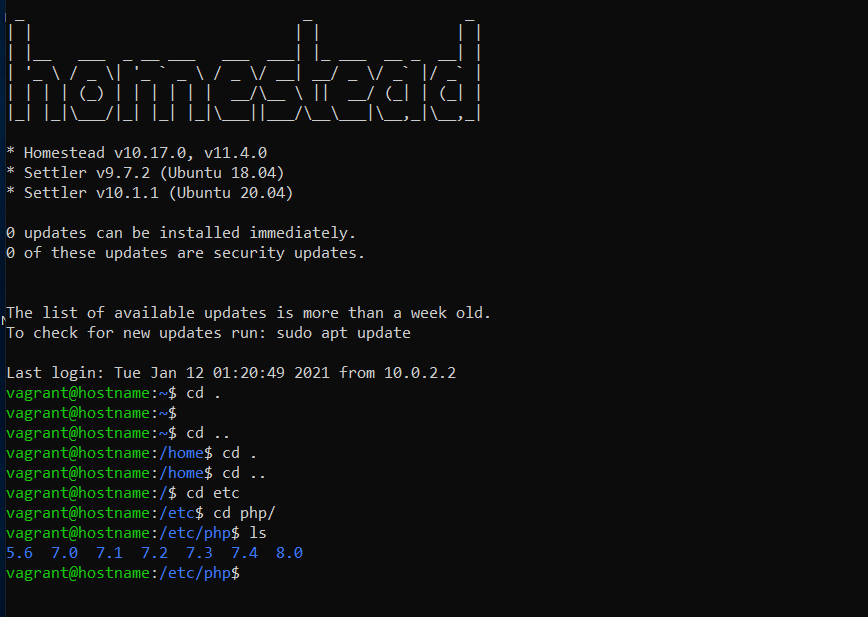 homestead
* Homestead v10.17.0, v11.4.0
* Settler v9.7.2 (Ubuntu 18.04)
* Settler v10.1.1 (Ubuntu 20.04)
0 updates can be installed immediately.
0 of these updates are security updates.
The list of available updates is more than a week old.
To check for new updates run: sudo apt update
Last login: Tue Jan 12 01:20:49 2021 from 10.0.2.2
vagrant@hostname:~$ cd .
vagrant@hostname:~$
vagrant@hostname:~$ cd ..
vagrant@hostname:/home$ cd .
vagrant@hostname:/home$ cd ..
vagrant@hostname:/$ cd etc
vagrant@hostname:/etc$ cd php/
vagrant@hostname:/etc/php$ ls
5.6  7.0  7.1  7.2  7.3  7.4  8.0
vagrant@hostname:/etc/php$